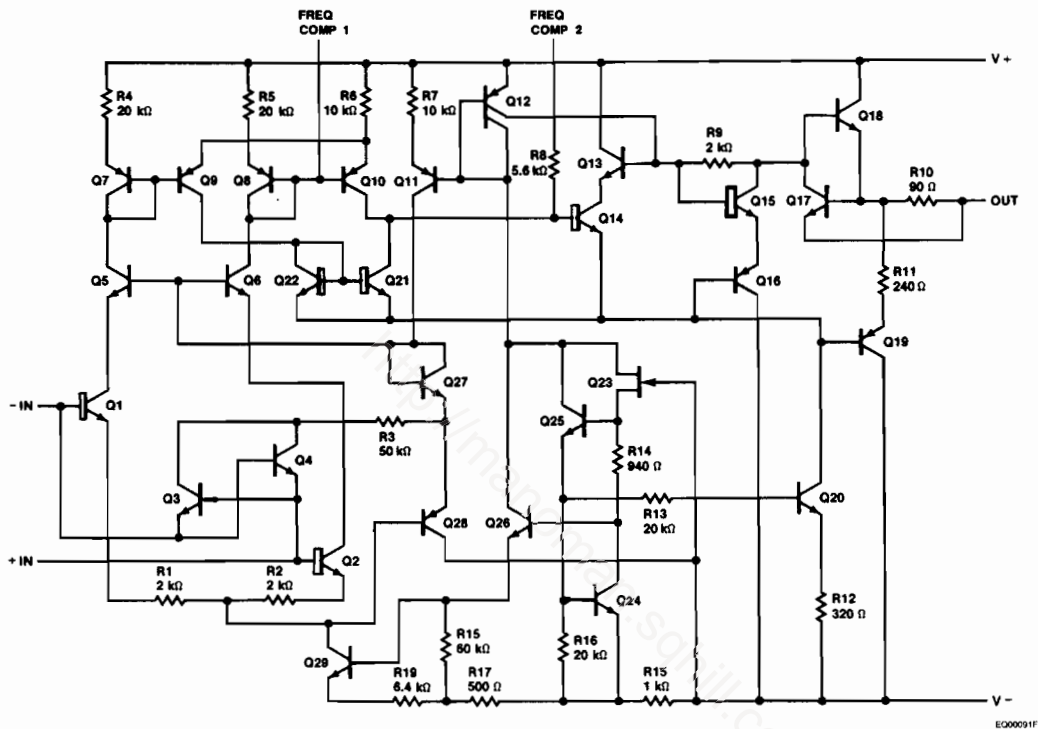 FREQ
COMP 1
FREQ
COMP 2
V +
R4
20 kΩ
R5
20 kΩ
R6
10 kΩ
R7
10 kΩ
Q12
Q18
R9
2 kΩ
R8
5.6 kΩ
Q13
R10
90 Ω
Q7
Q9
Q8
Q10
Q11
Q14
Q15
Q17
OUT
Q5
Q6
Q22
Q21
Q16
R11
240 Ω
Q19
Q27
Q23
− IN
Q1
R3
50 kΩ
Q25
R14
940 Ω
Q4
Q3
Q28
Q26
R13
20 kΩ
Q20
+ IN
Q2
R1
2 kΩ
R2
2 kΩ
Q24
R12
320 Ω
Q29
R15
60 kΩ
R16
20 kΩ
R19
6.4 kΩ
R17
500 Ω
R15
1 kΩ
V −
EQ00091F